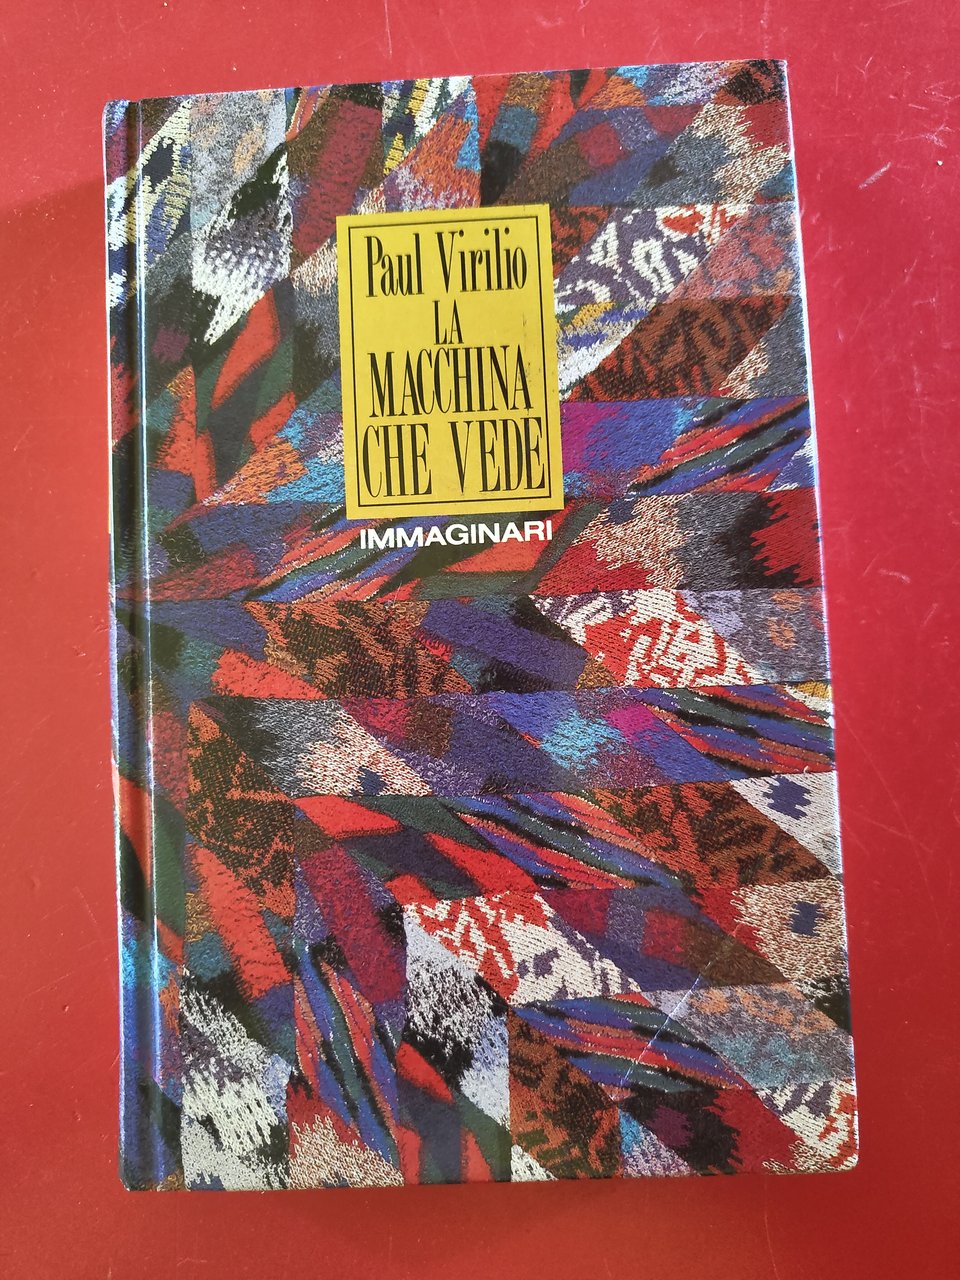 Paul Virilio
LA
MACCHINA
CHE VEDE
IMMAGINARI